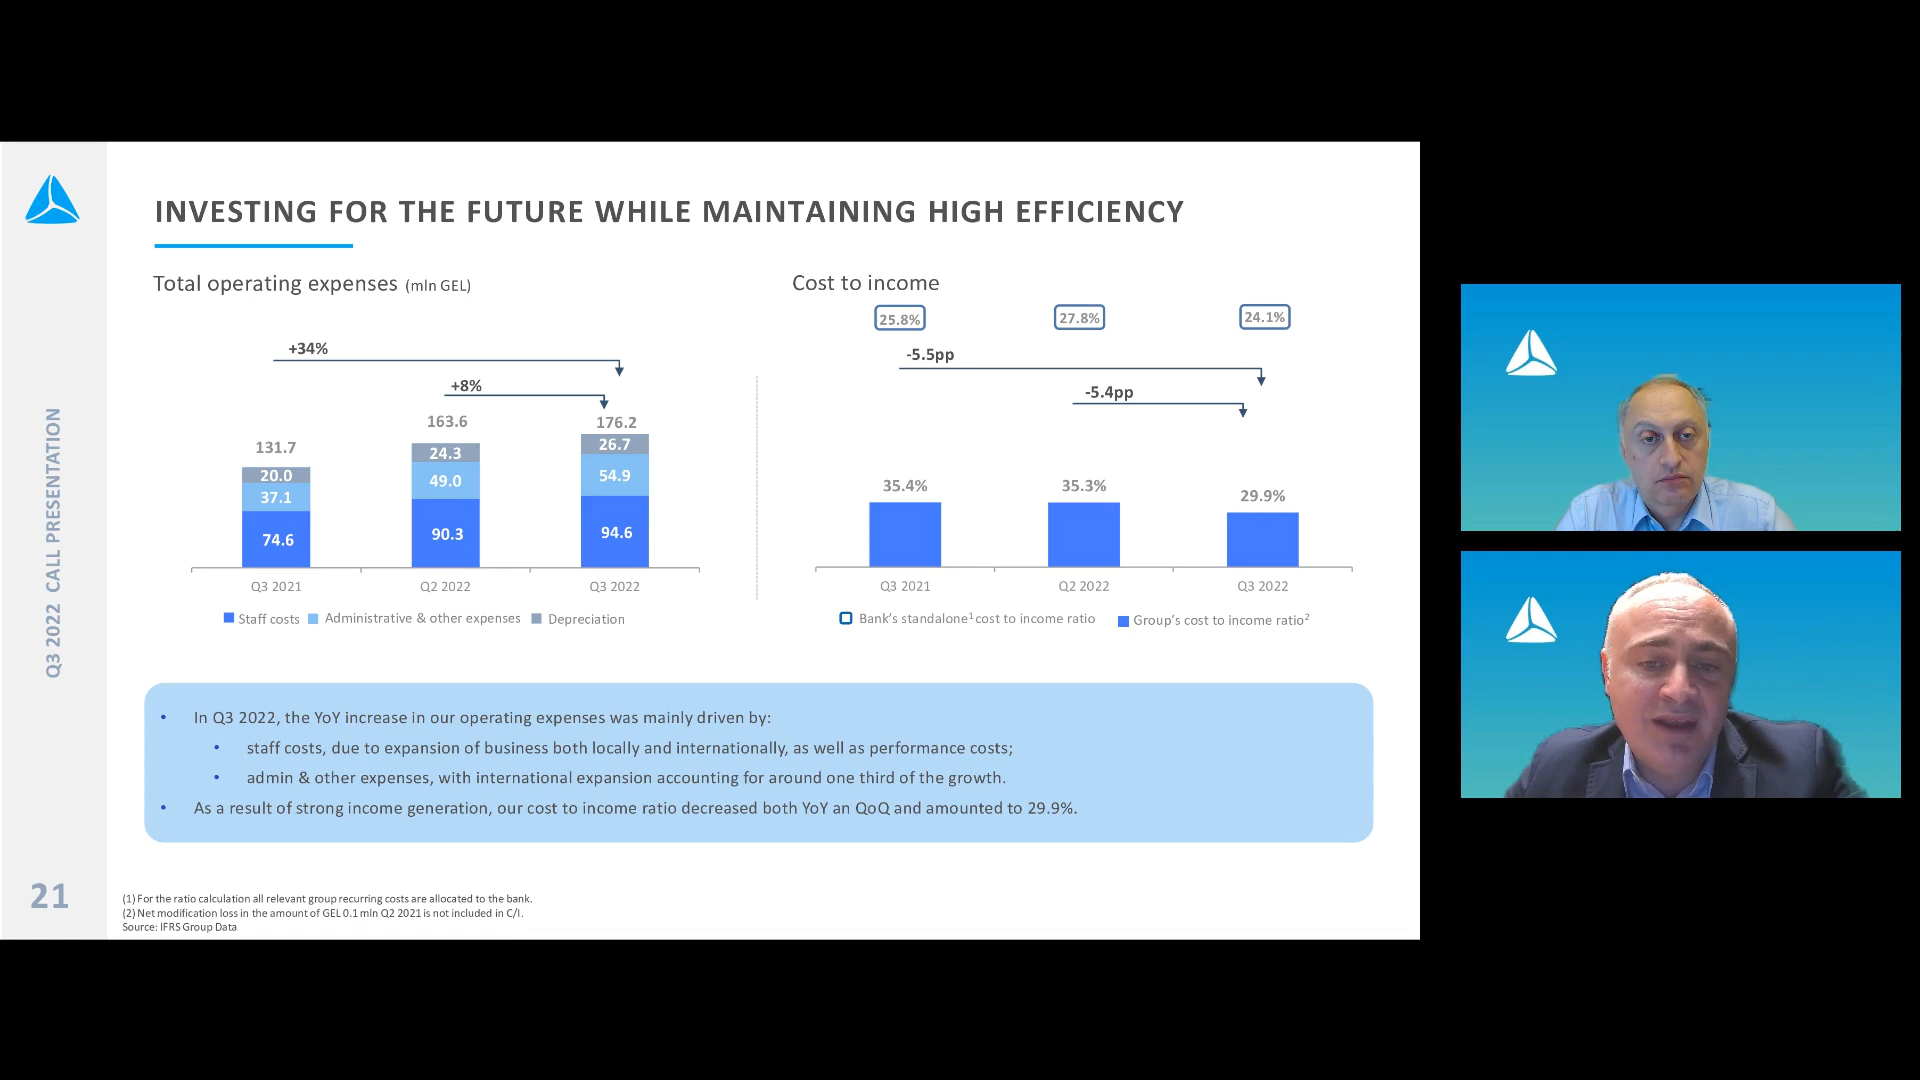 INVESTING FOR THE FUTURE WHILE MAINTAINING HIGH EFFICIENCY
Total operating expenses (mln GEL)
+34%
+8%
131.7
163.6
176.2
20.0
24.3
26.7
37.1
49.0
54.9
74.6
90.3
94.6
Q3 2021
Q2 2022
Q3 2022
Staff costs
Administrative & other expenses
Depreciation
Cost to income
25.8%
27.8%
24.1%
-5.5pp
-5.4pp
35.4%
35.3%
29.9%
Q3 2021
Q2 2022
Q3 2022
Bank's standalone¹ cost to income ratio
Group's cost to income ratio²
• In Q3 2022, the YoY increase in our operating expenses was mainly driven by:
• staff costs, due to expansion of business both locally and internationally, as well as performance costs;
• admin & other expenses, with international expansion accounting for around one third of the growth.
• As a result of strong income generation, our cost to income ratio decreased both YoY an QoQ and amounted to 29.9%.
Q3 2022 CALL PRESENTATION
21
(1) For the ratio calculation all relevant group recurring costs are allocated to the bank.
(2) Net modification loss in the amount of GEL 0.1 mln Q2 2021 is not included in C/I.
Source: IFRS Group Data